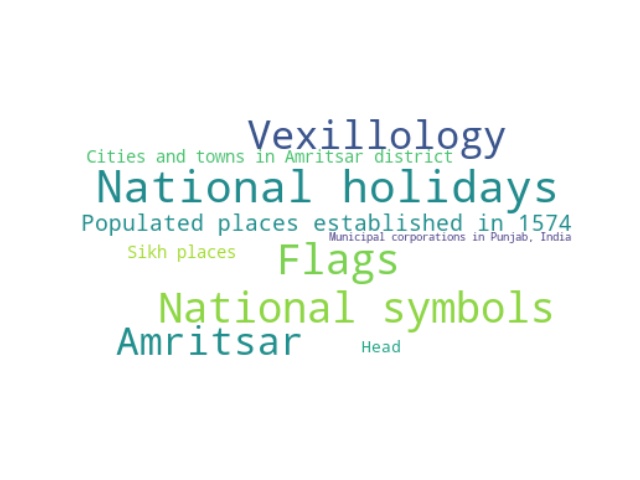 Vexillology
Cities and towns in Amritsar district
National holidays
Populated places established in 1574
Municipal corporations in Punjab, India
Sikh places
Flags
National symbols
Amritsar
Head